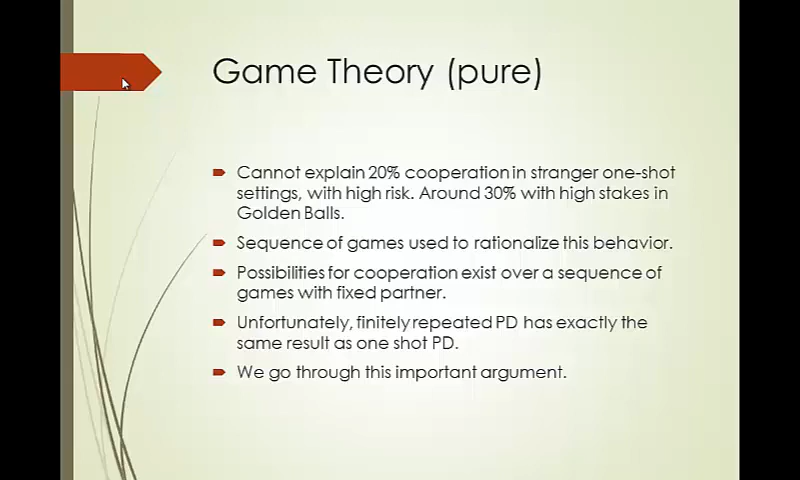 Game Theory (pure)
Cannot explain 20% cooperation in stranger one-shot
settings, with high risk. Around 30% with high stakes in
Golden Balls.
Sequence of games used to rationalize this behavior.
Possibilities for cooperation exist over a sequence of
games with fixed partner.
Unfortunately, finitely repeated PD has exactly the
same result as one shot PD.
We go through this important argument.